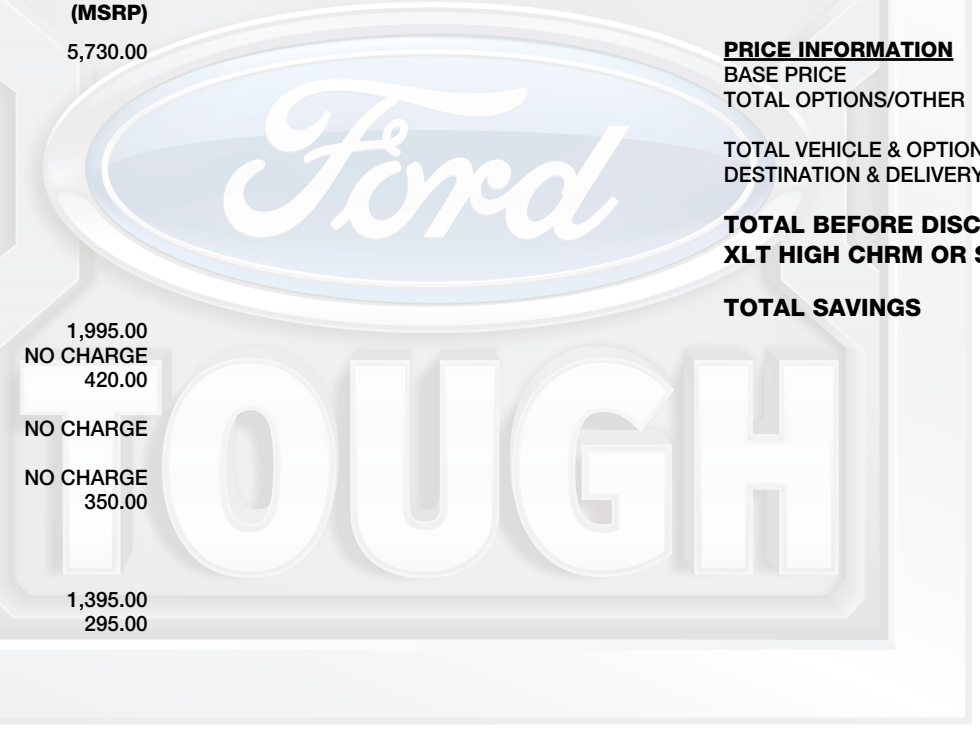 (MSRP)
5,730.00
1,995.00
NO CHARGE
420.00
NO CHARGE
NO CHARGE
350.00
1,395.00
295.00
PRICE INFORMATION
BASE PRICE
TOTAL OPTIONS/OTHER
TOTAL VEHICLE & OPTION
DESTINATION & DELIVERY
TOTAL BEFORE DISC
XLT HIGH CHRM OR S
TOTAL SAVINGS
Ford
TOUGH